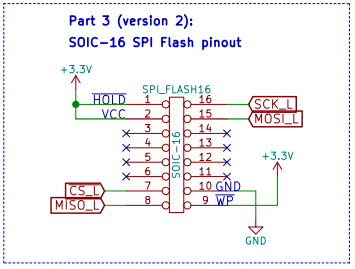 Part 3 (version 2):
SOIC-16 SPI Flash pinout
+3.3V
SPI_FLASH16
HOLD 1 16 SCK_L
VCC 2 15 MOSI_L
3 14
4 13
5 12
6 11
+3.3V
CS_L 7 10 GND
MISO_L 8 9 WP
SOIC-16
GND